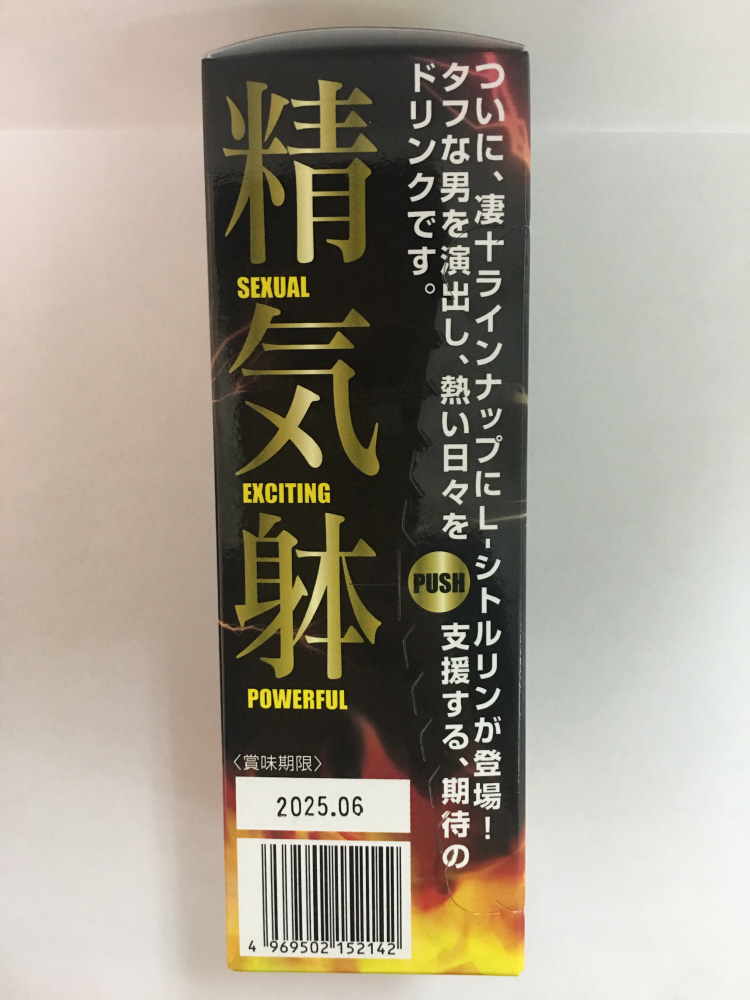 ついに、凄十ラインナップにL-シトルリンが登場！
タフな男を演出し、熱い日々を支援する、期待の
ドリンクです。
PUSH
精
SEXUAL
気
EXCITING
躰
POWERFUL
〈賞味期限〉
2025.06
4 969502 152142